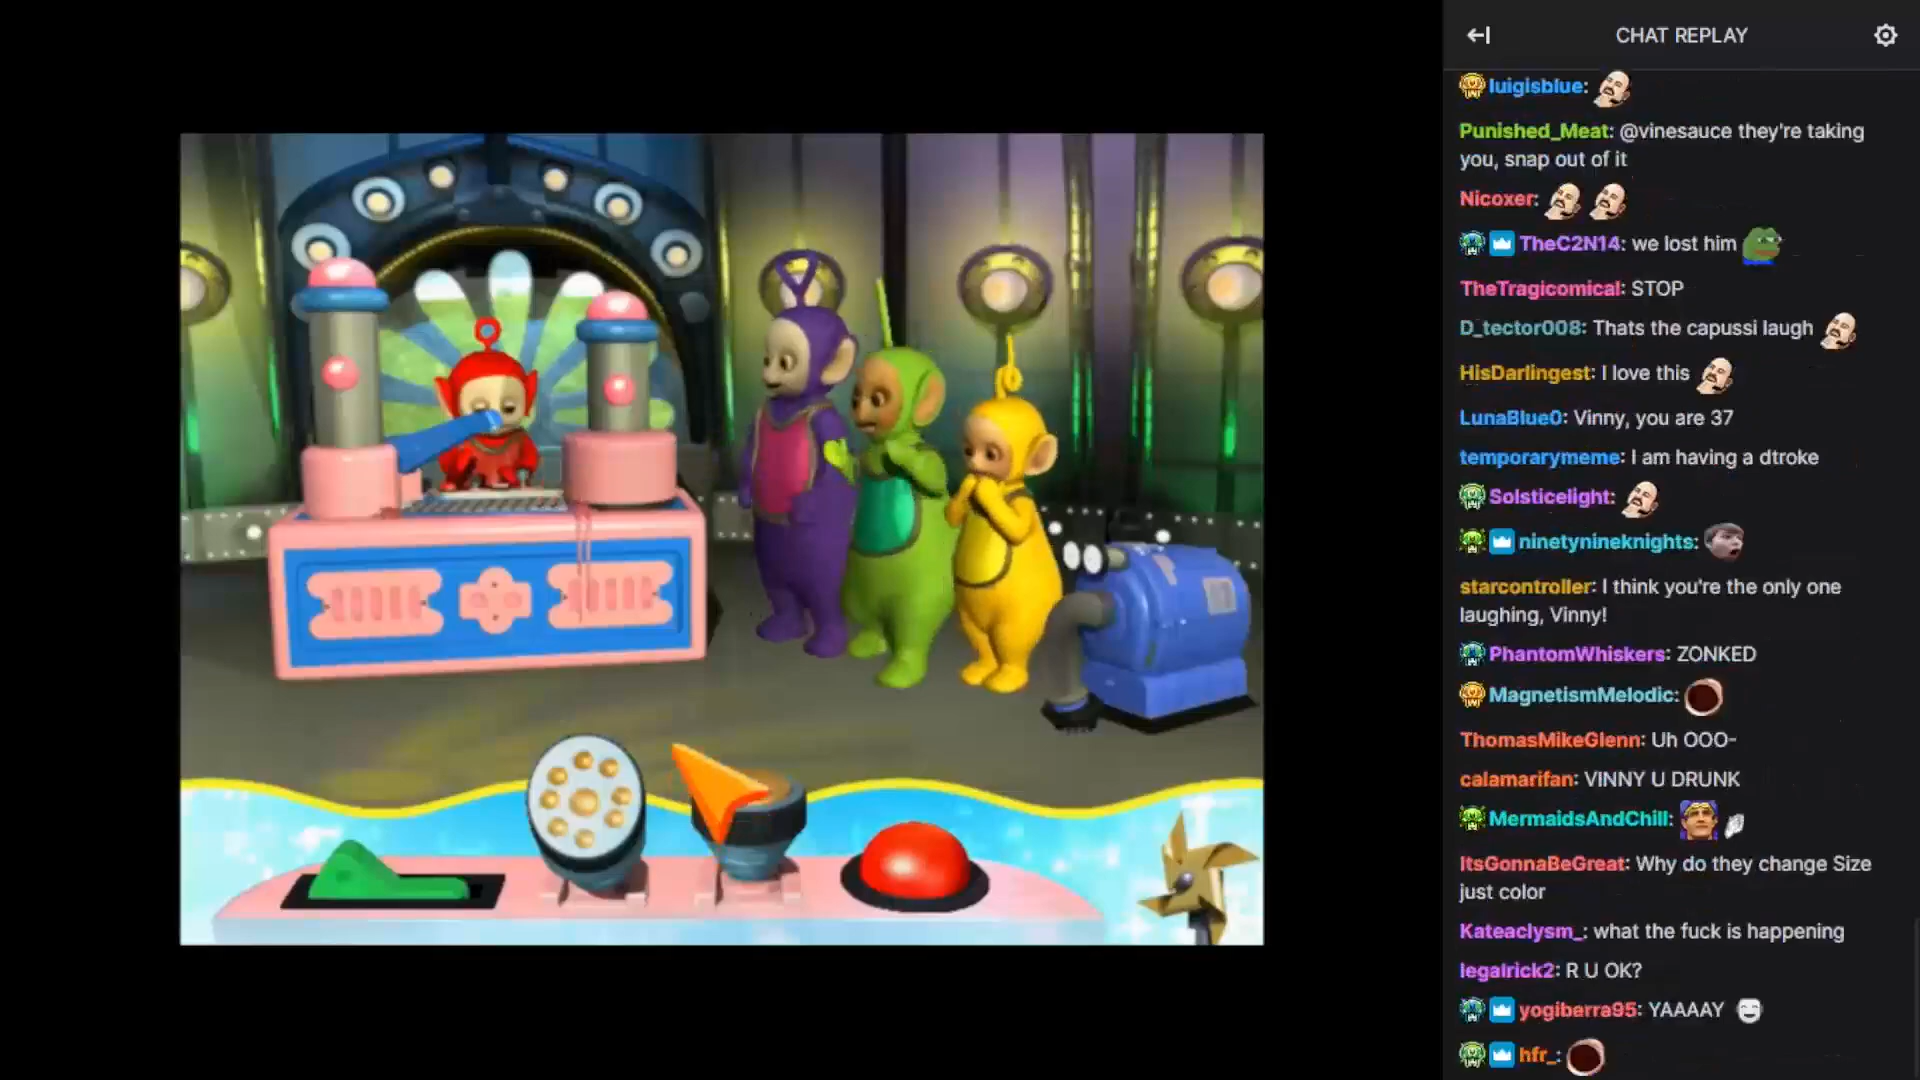 CHAT REPLAY
luigisblue:
Punished_Meat: @vinesauce they're taking
you, snap out of it
Nicoxer:
TheC2N14: we lost him
TheTragicomical: STOP
D_tector008: Thats the capussi laugh
HisDarlingest: I love this
LunaBlue0: Vinny, you are 37
temporarymeme: I am having a dtroke
Solsticelight:
ninetynineknights:
starcontroller: I think you're the only one
laughing, Vinny!
PhantomWhiskers: ZONKED
MagnetismMelodic:
ThomasMikeGlenn: Uh OOO-
calamarifan: VINNY U DRUNK
MermaidsAndChill:
ItsGonnaBeGreat: Why do they change Size
just color
Kateaclysm_: what the fuck is happening
legalrick2: R U OK?
yogiberra95: YAAAAY
hfr_: